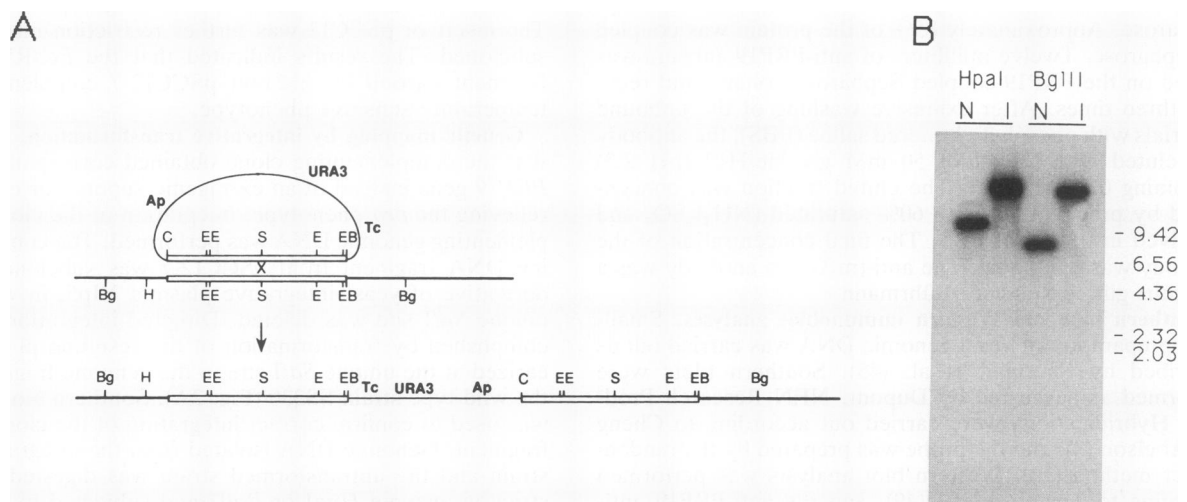 A
URA3
Ap
Tc
C EE S E EB
X
Bg H EE S E EB Bg
Bg H EE S E EB Tc URA3 Ap C EE S E EB Bg
B
HpaI BglII
N I N I
- 9.42
- 6.56
- 4.36
- 2.32
- 2.03